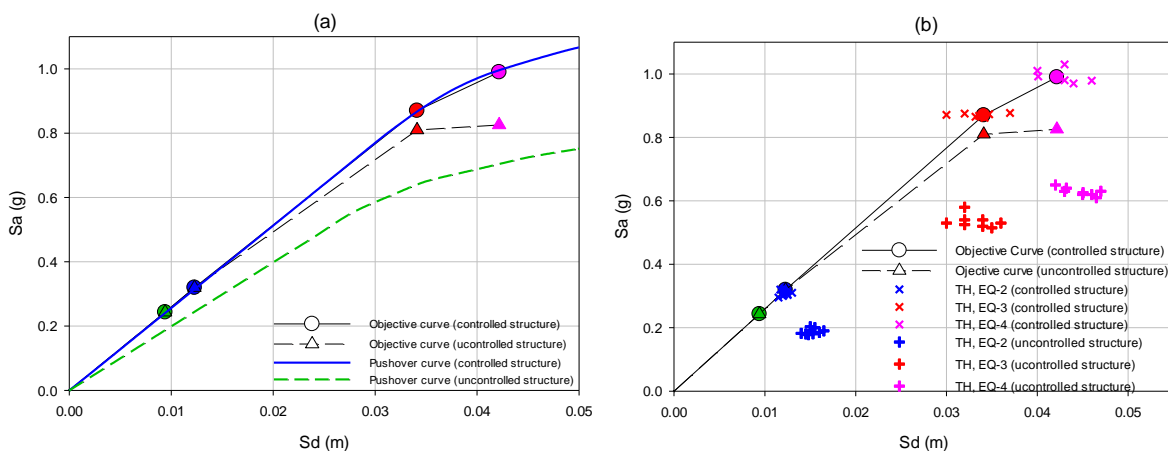 (a)
1.0
0.8
0.6
0.4
0.2
0.0
Sa (g)
Objective curve (controlled structure)
Objective curve (ucontrolled structure)
Pushover curve (controlled structure)
Pushover curve (uncontrolled structure)
0.00 0.01 0.02 0.03 0.04 0.05
Sd (m)
(b)
1.0
0.8
0.6
0.4
0.2
0.0
Sa (g)
Objective Curve (controlled structure)
Ojective curve (uncontrolled structure)
TH, EQ-2 (controlled structure)
TH, EQ-3 (controlled structure)
TH, EQ-4 (controlled structure)
TH, EQ-2 (uncontrolled structure)
TH, EQ-3 (ucontrolled structure)
TH, EQ-4 (ucontrolled structure)
0.00 0.01 0.02 0.03 0.04 0.05
Sd (m)